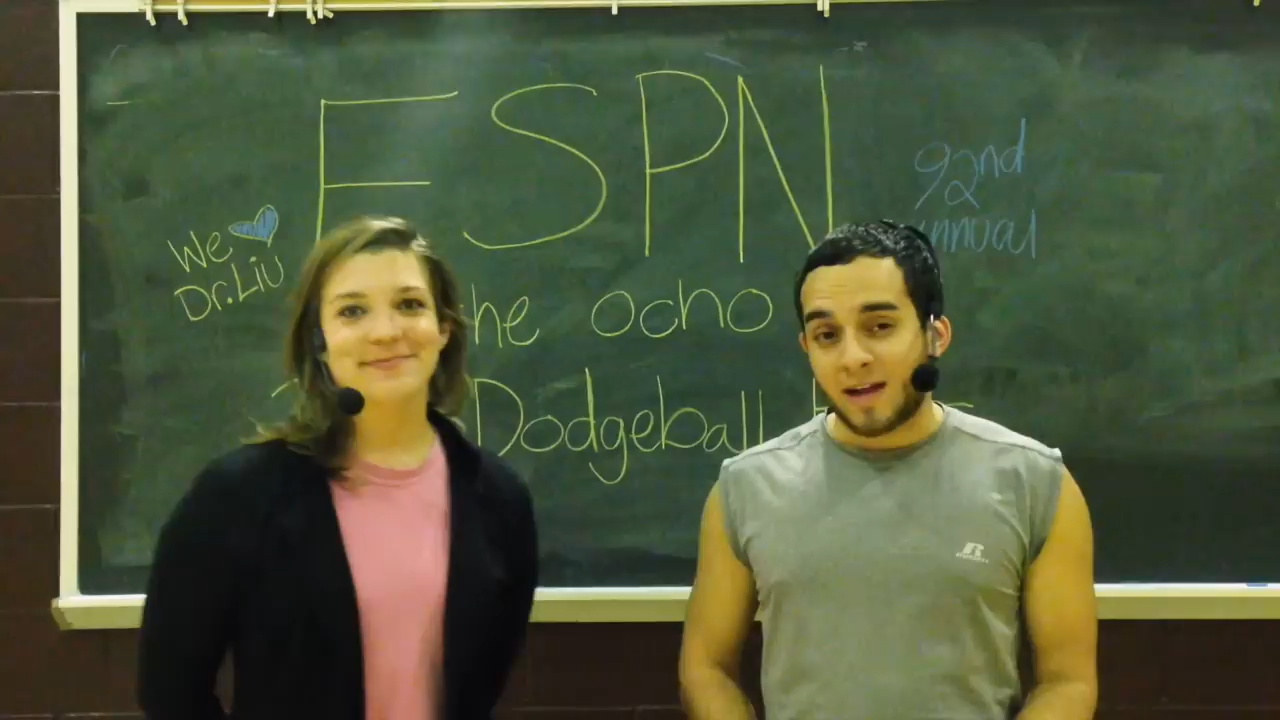 ESPN
92nd
annual
We
Dr. Liu
the ocho
Dodgeball